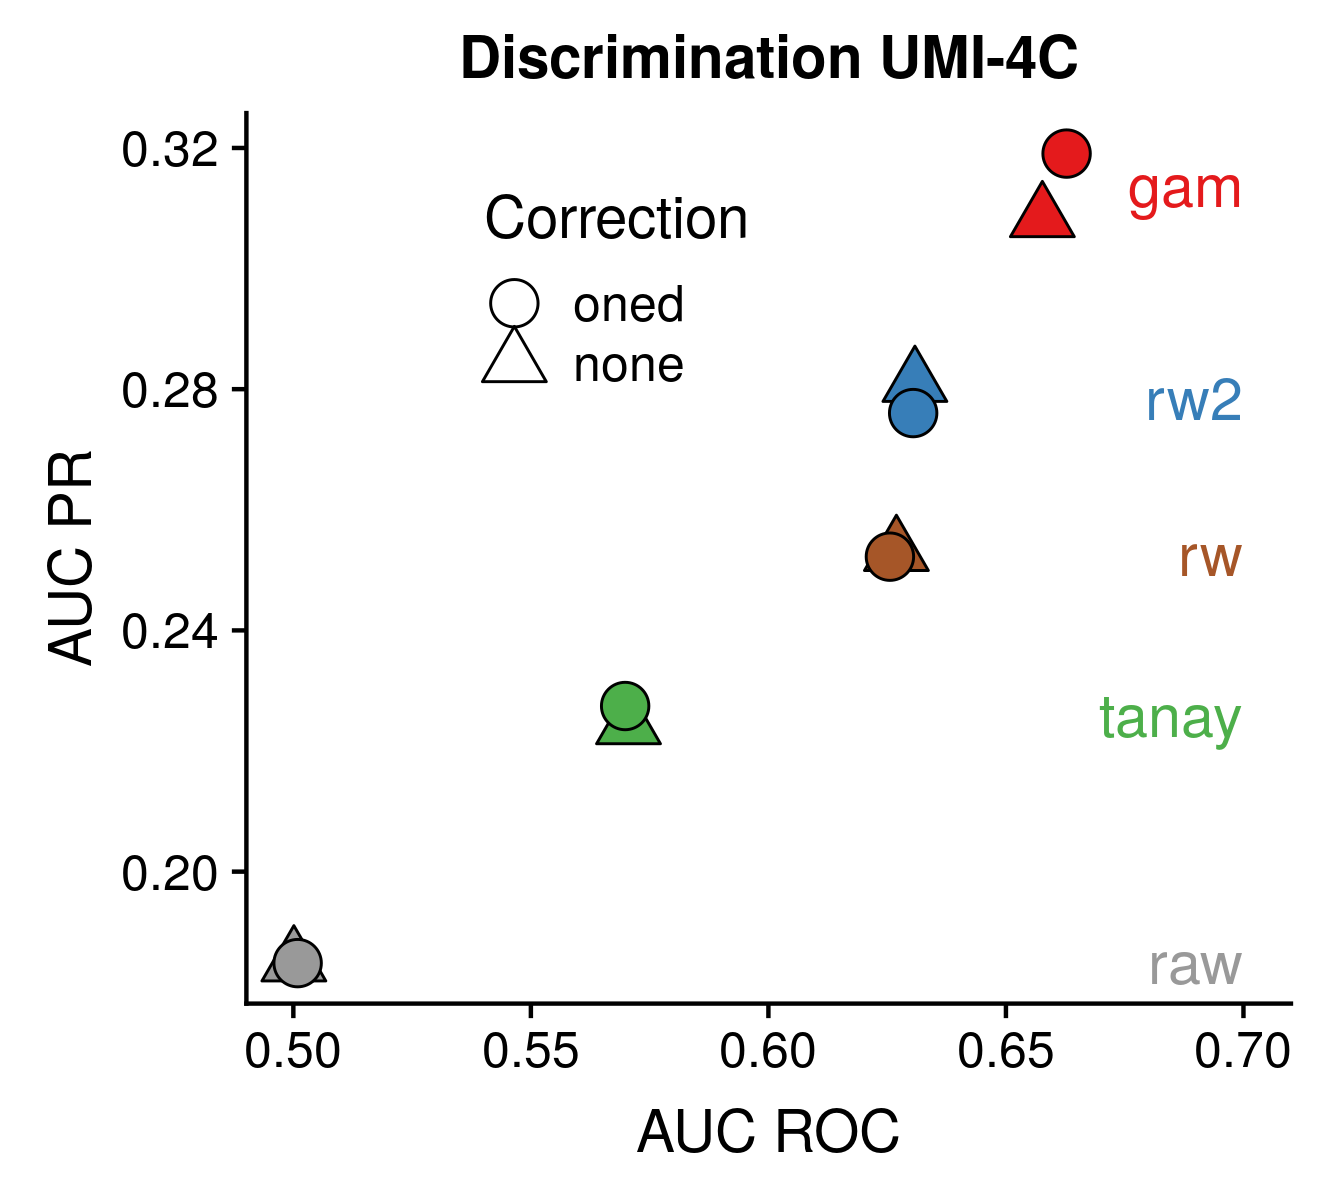 Discrimination UMI-4C
0.32
0.28
0.24
0.20
AUC PR
Correction
oned
none
gam
rw2
rw
tanay
raw
0.50 0.55 0.60 0.65 0.70
AUC ROC